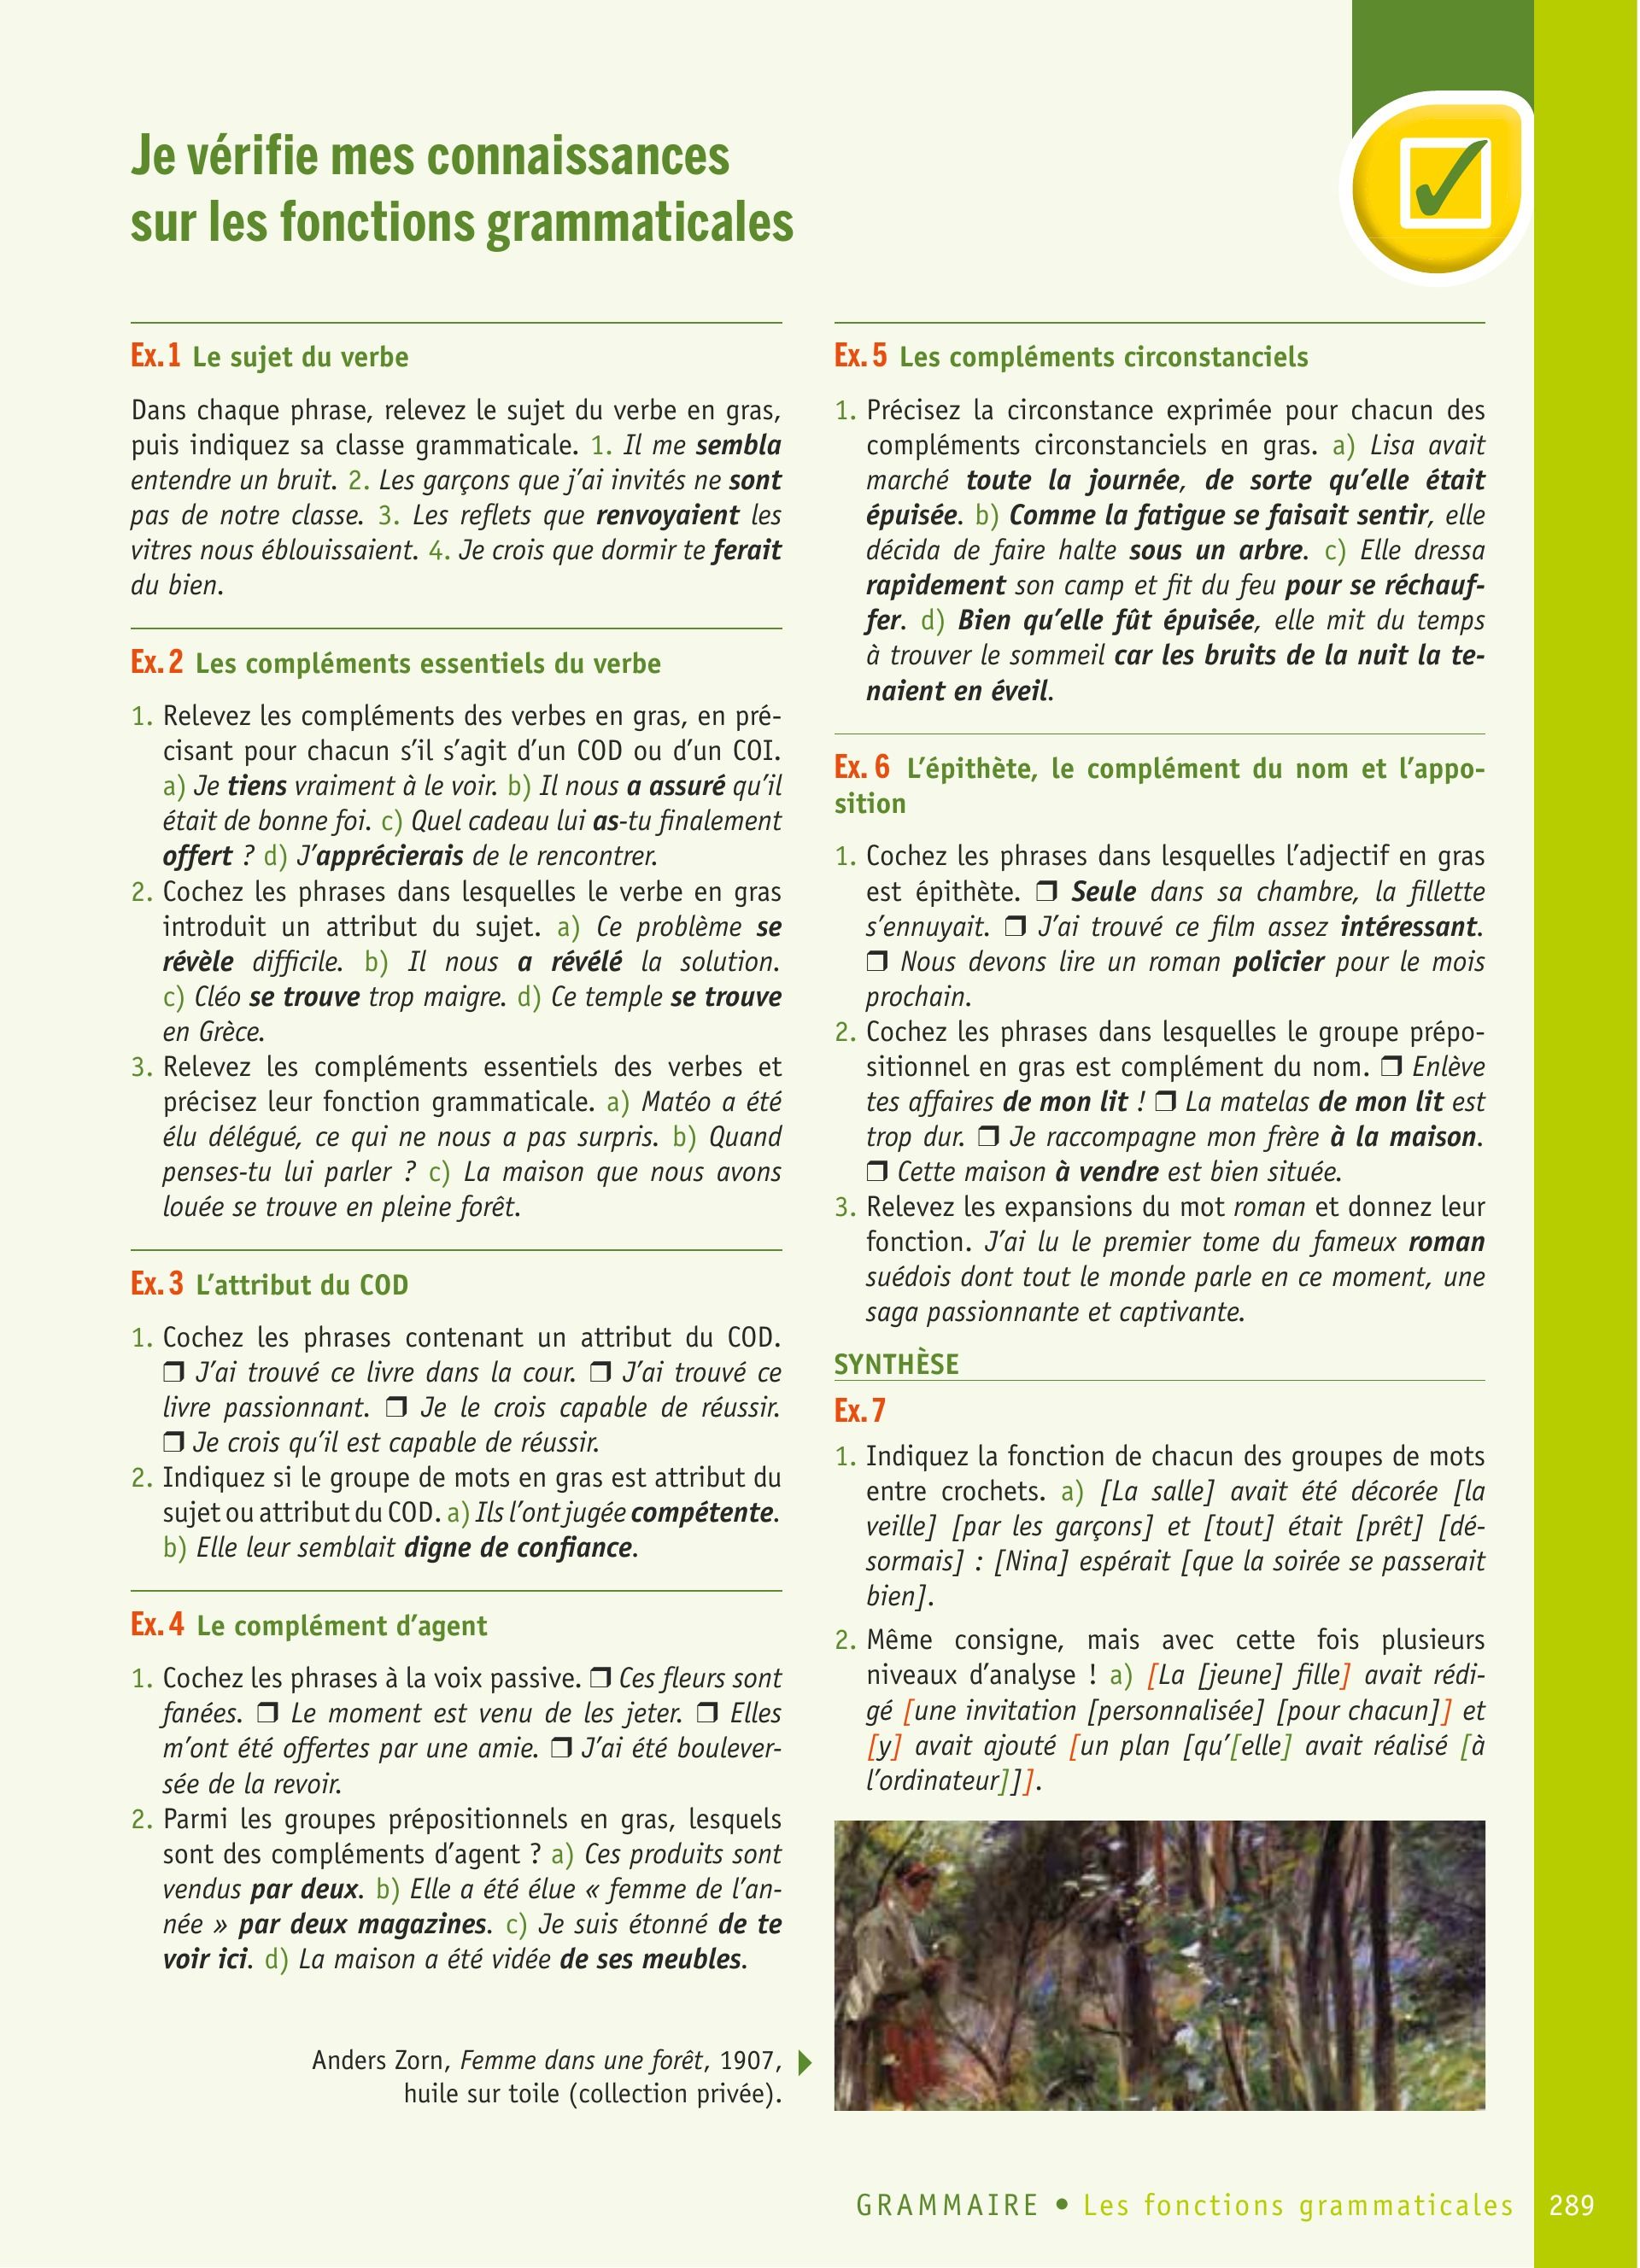 Je vérifie mes connaissances
sur les fonctions grammaticales
Ex. 1 Le sujet du verbe
Dans chaque phrase, relevez le sujet du verbe en gras,
puis indiquez sa classe grammaticale. 1. Il me sembla
entendre un bruit. 2. Les garçons que j'ai invités ne sont
pas de notre classe. 3. Les reflets que renvoyaient les
vitres nous éblouissaient. 4. Je crois que dormir te ferait
du bien.
Ex. 2 Les compléments essentiels du verbe
1. Relevez les compléments des verbes en gras, en pré-
cisant pour chacun s'il s'agit d'un COD ou d'un COI.
a) Je tiens vraiment à le voir. b) Il nous a assuré qu'il
était de bonne foi. c) Quel cadeau lui as-tu finalement
offert ? d) J'apprécierais de le rencontrer.
2. Cochez les phrases dans lesquelles le verbe en gras
introduit un attribut du sujet. a) Ce problème se
révèle difficile. b) Il nous a révélé la solution.
c) Cléo se trouve trop maigre. d) Ce temple se trouve
en Grèce.
3. Relevez les compléments essentiels des verbes et
précisez leur fonction grammaticale. a) Matéo a été
élu délégué, ce qui ne nous a pas surpris. b) Quand
penses-tu lui parler ? c) La maison que nous avons
louée se trouve en pleine forêt.
Ex. 3 L'attribut du COD
1. Cochez les phrases contenant un attribut du COD.
❒ J'ai trouvé ce livre dans la cour. ❒ J'ai trouvé ce
livre passionnant. ❒ Je le crois capable de réussir.
❒ Je crois qu'il est capable de réussir.
2. Indiquez si le groupe de mots en gras est attribut du
sujet ou attribut du COD. a) Ils l'ont jugée compétente.
b) Elle leur semblait digne de confiance.
Ex. 4 Le complément d'agent
1. Cochez les phrases à la voix passive. ❒ Ces fleurs sont
fanées. ❒ Le moment est venu de les jeter. ❒ Elles
m'ont été offertes par une amie. ❒ J'ai été boulever-
sée de la revoir.
2. Parmi les groupes prépositionnels en gras, lesquels
sont des compléments d'agent ? a) Ces produits sont
vendus par deux. b) Elle a été élue « femme de l'an-
née » par deux magazines. c) Je suis étonné de te
voir ici. d) La maison a été vidée de ses meubles.
Anders Zorn, Femme dans une forêt, 1907,
huile sur toile (collection privée).
Ex. 5 Les compléments circonstanciels
1. Précisez la circonstance exprimée pour chacun des
compléments circonstanciels en gras. a) Lisa avait
marché toute la journée, de sorte qu'elle était
épuisée. b) Comme la fatigue se faisait sentir, elle
décida de faire halte sous un arbre. c) Elle dressa
rapidement son camp et fit du feu pour se réchauf-
fer. d) Bien qu'elle fût épuisée, elle mit du temps
à trouver le sommeil car les bruits de la nuit la te-
naient en éveil.
Ex. 6 L'épithète, le complément du nom et l'appo-
sition
1. Cochez les phrases dans lesquelles l'adjectif en gras
est épithète. ❒ Seule dans sa chambre, la fillette
s'ennuyait. ❒ J'ai trouvé ce film assez intéressant.
❒ Nous devons lire un roman policier pour le mois
prochain.
2. Cochez les phrases dans lesquelles le groupe prépo-
sitionnel en gras est complément du nom. ❒ Enlève
tes affaires de mon lit ! ❒ La matelas de mon lit est
trop dur. ❒ Je raccompagne mon frère à la maison.
❒ Cette maison à vendre est bien située.
3. Relevez les expansions du mot roman et donnez leur
fonction. J'ai lu le premier tome du fameux roman
suédois dont tout le monde parle en ce moment, une
saga passionnante et captivante.
SYNTHÈSE
Ex. 7
1. Indiquez la fonction de chacun des groupes de mots
entre crochets. a) [La salle] avait été décorée [la
veille] [par les garçons] et [tout] était [prêt] [dé-
sormais] : [Nina] espérait [que la soirée se passerait
bien].
2. Même consigne, mais avec cette fois plusieurs
niveaux d'analyse ! a) [La [jeune] fille] avait rédi-
gé [une invitation [personnalisée] [pour chacun]] et
[y] avait ajouté [un plan [qu'[elle] avait réalisé [à
l'ordinateur]]].
GRAMMAIRE • Les fonctions grammaticales 289